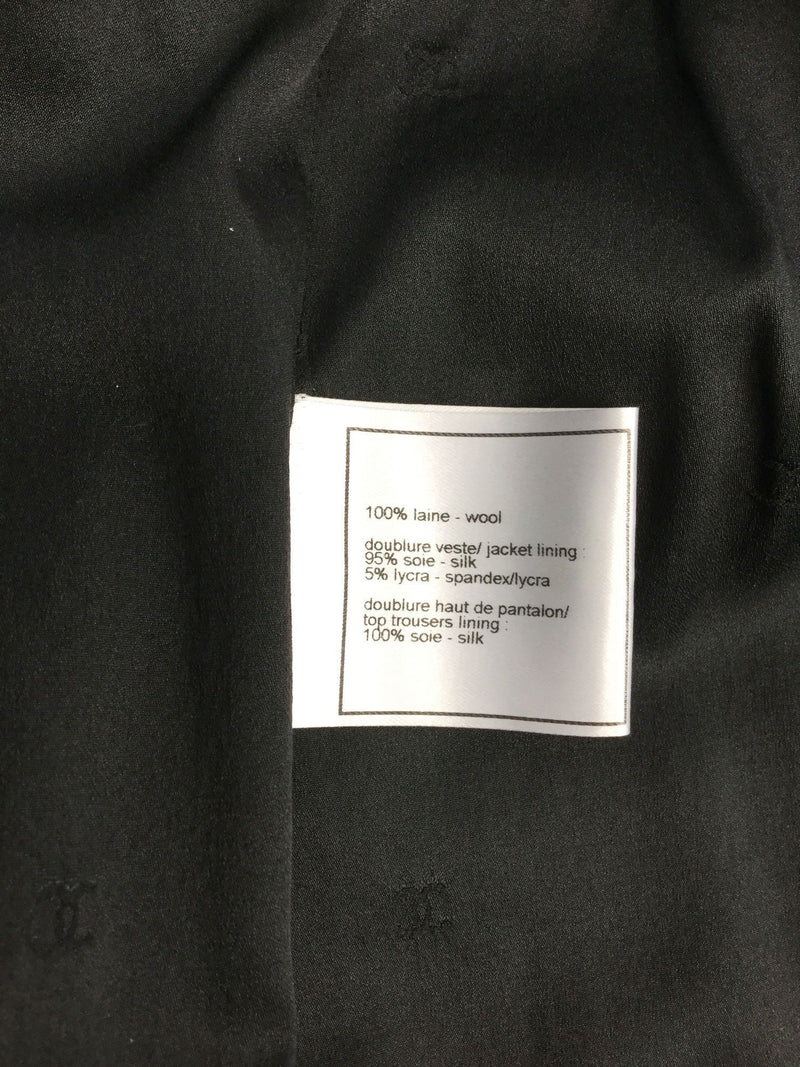 100% laine - wool
doublure veste/ jacket lining :
95% soie - silk
5% lycra - spandex/lycra
doublure haut de pantalon/
top trousers lining :
100% soie - silk